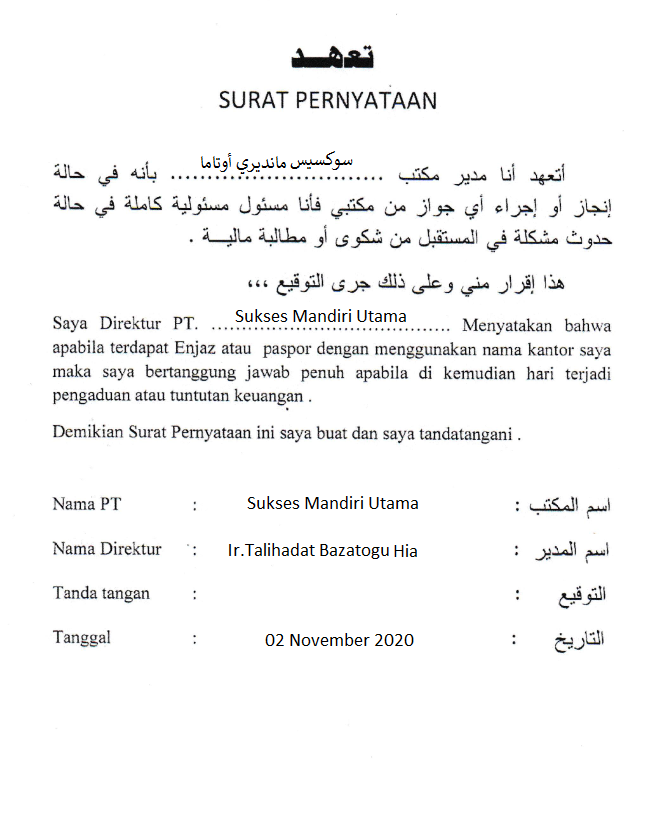 تعهد
SURAT PERNYATAAN
أتعهد أنا مدير مكتب سوكسيس مانديري أوتاما ........................... بأنه في حالة
إنجاز أو إجراء أي جواز من مكتبي فأنا مسئول مسئولية كاملة في حالة
حدوث مشكلة في المستقبل من شكوى أو مطالبة مالية .
هذا إقرار مني وعلى ذلك جرى التوقيع ،،،
Saya Direktur PT. Sukses Mandiri Utama ...................................... Menyatakan bahwa
apabila terdapat Enjaz atau paspor dengan menggunakan nama kantor saya
maka saya bertanggung jawab penuh apabila di kemudian hari terjadi
pengaduan atau tuntutan keuangan .
Demikian Surat Pernyataan ini saya buat dan saya tandatangani .
Nama PT : Sukses Mandiri Utama اسم المكتب :
Nama Direktur : Ir.Talihadat Bazatogu Hia اسم المدير :
Tanda tangan : التوقيع :
Tanggal : 02 November 2020 التاريخ :